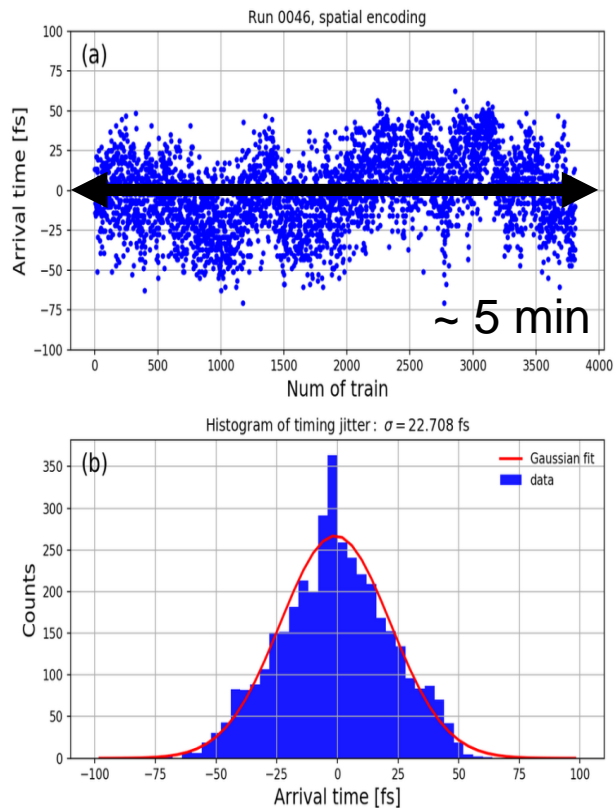 Run 0046, spatial encoding
(a)
Arrival time [fs]
100
75
50
25
0
−25
−50
−75
−100
~ 5 min
0 500 1000 1500 2000 2500 3000 3500 4000
Num of train
Histogram of timing jitter: σ = 22.708 fs
(b)
Gaussian fit
data
Counts
350
300
250
200
150
100
50
0
−100 −75 −50 −25 0 25 50 75 100
Arrival time [fs]